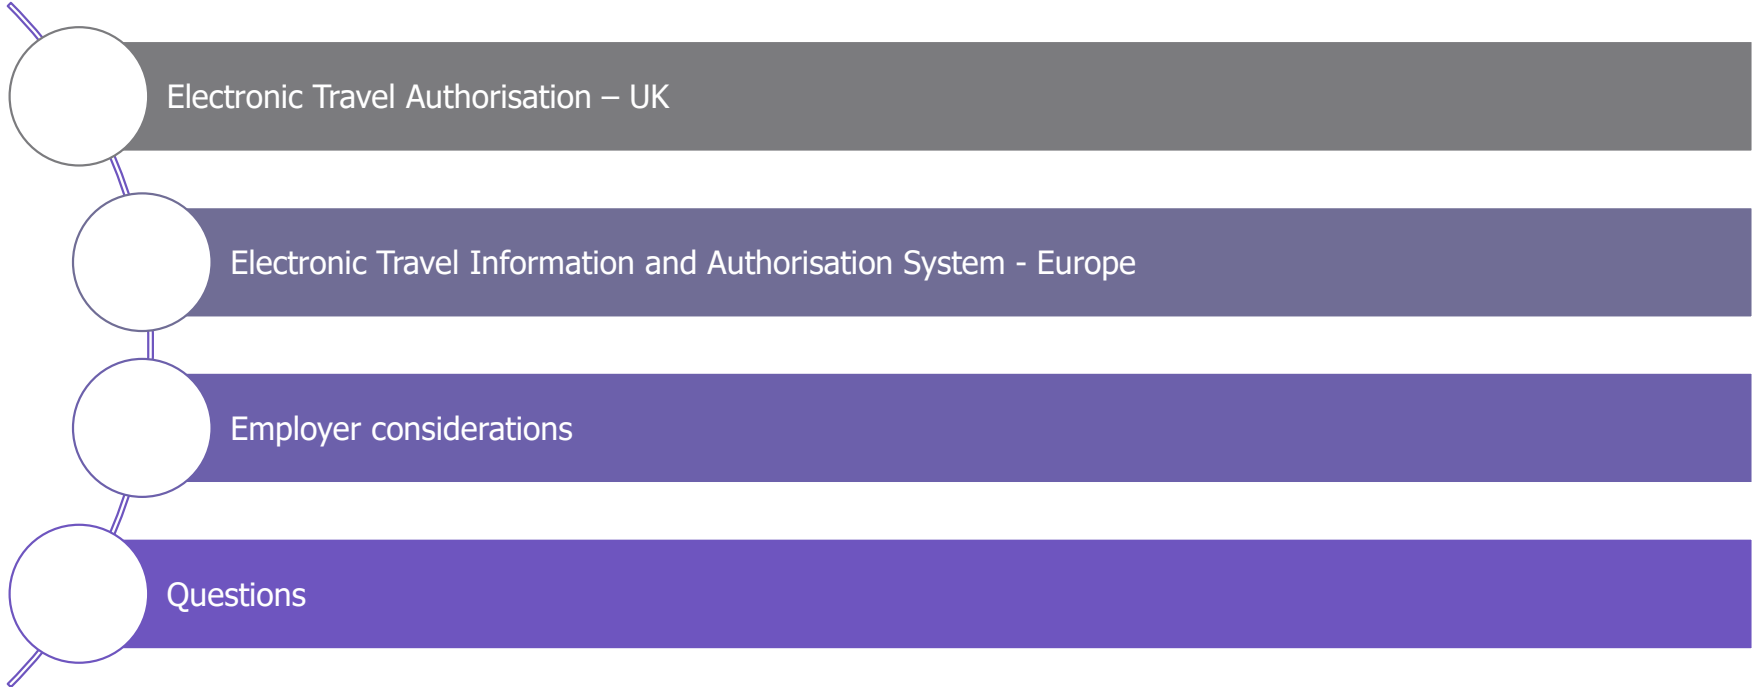 Electronic Travel Authorisation – UK
Electronic Travel Information and Authorisation System - Europe
Employer considerations
Questions